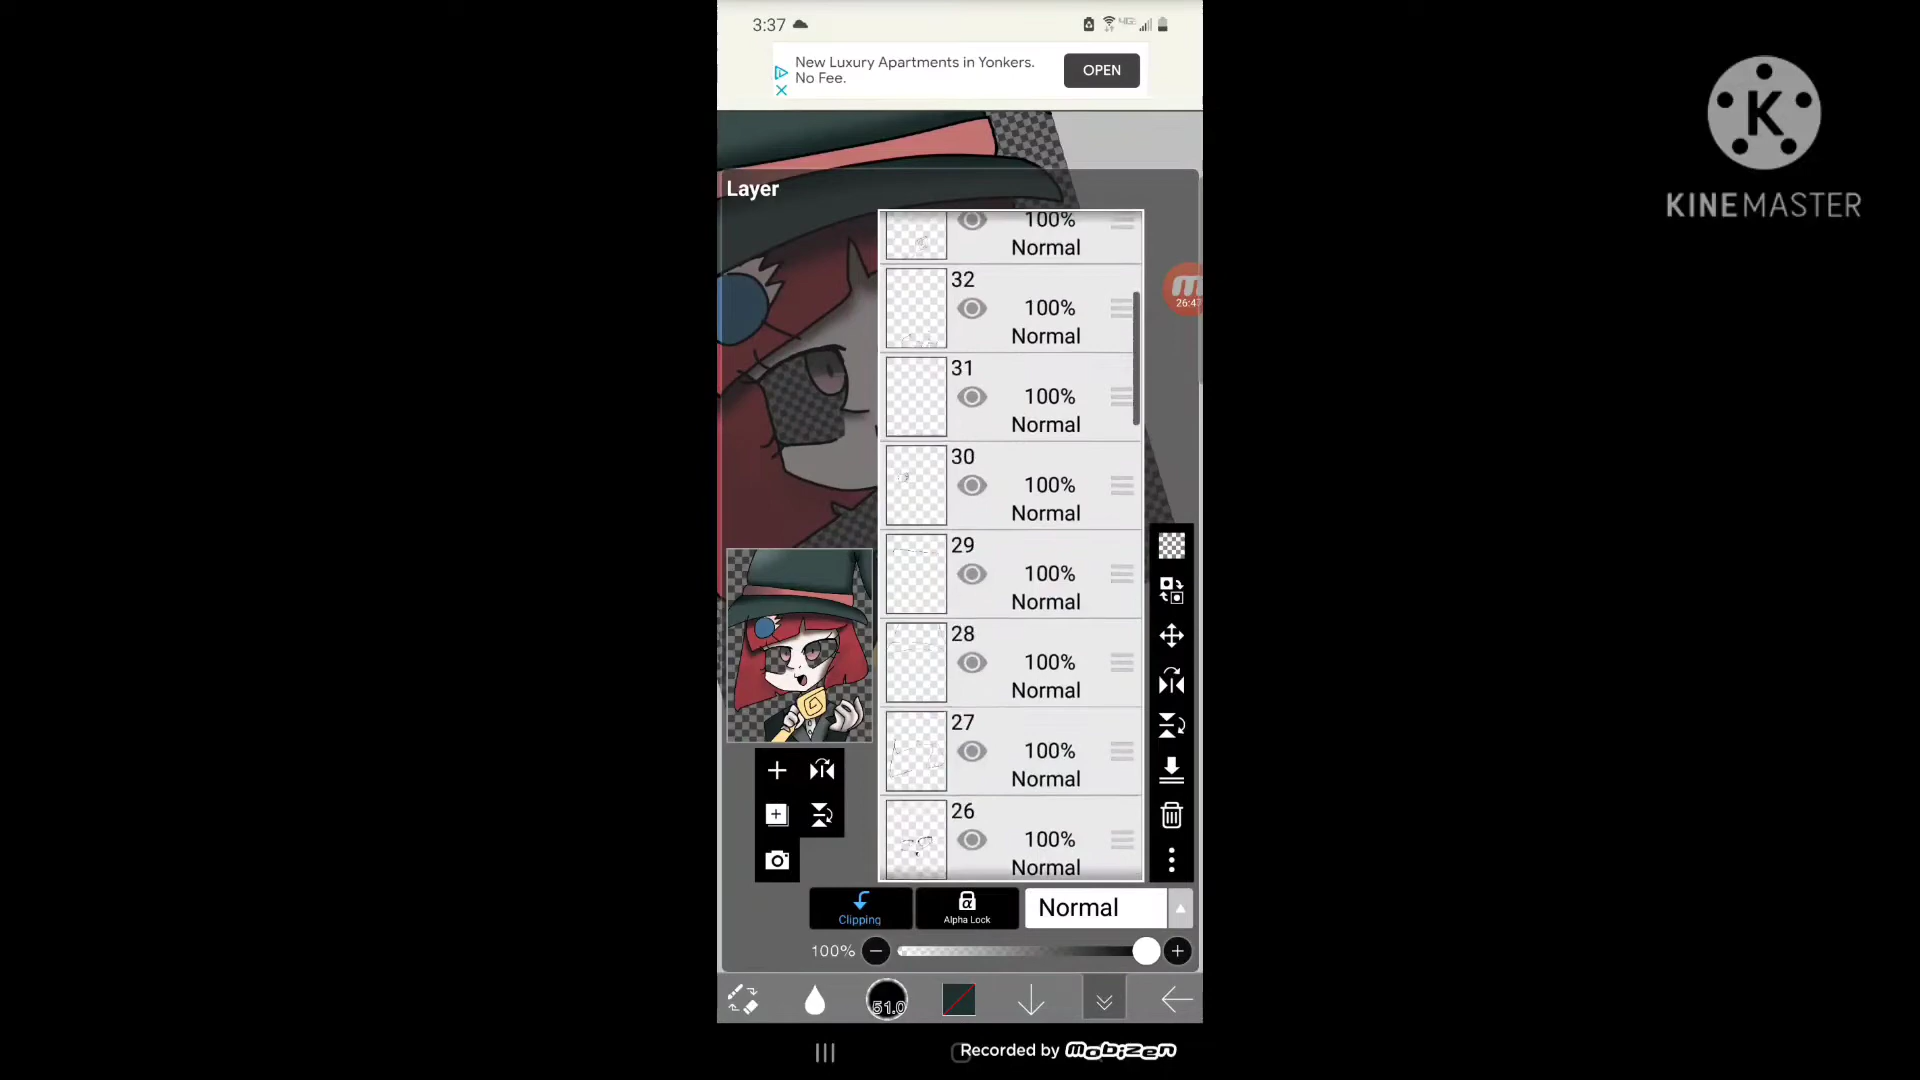 3:37
New Luxury Apartments in Yonkers.
No Fee.
OPEN
K
KINEMASTER
Layer
100%
Normal
32
100%
Normal
26:4
31
100%
Normal
30
100%
Normal
29
100%
Normal
28
100%
Normal
27
100%
Normal
26
100%
Normal
Clipping
α
Alpha Lock
Normal
100%
51.0
Recorded by Mobizen